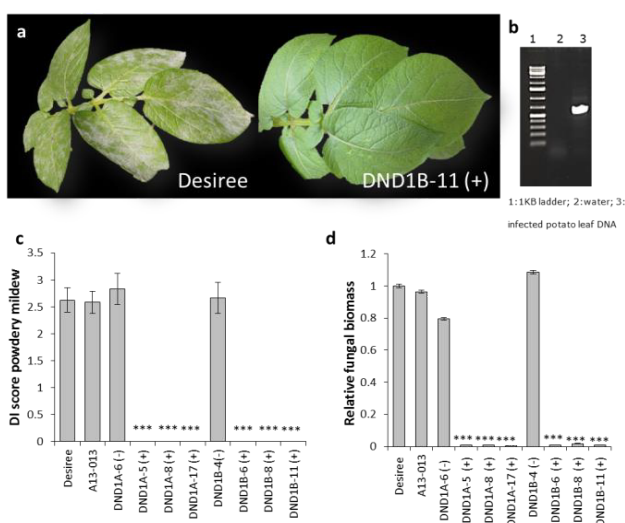 a
Desiree
DND1B-11 (+)
b
1 2 3
1:1KB ladder; 2:water; 3:
infected potato leaf DNA
c
DI score powdery mildew
3.5
3
2.5
2
1.5
1
0.5
0
*** *** *** *** *** ***
Desiree
A13-013
DND1A-6 (-)
DND1A-5 (+)
DND1A-8 (+)
DND1A-17 (+)
DND1B-4(-)
DND1B-6 (+)
DND1B-8 (+)
DND1B-11 (+)
d
Relative fungal biomass
1.2
1
0.8
0.6
0.4
0.2
0
*** *** *** *** *** ***
Desiree
A13-013
DND1A-6 (-)
DND1A-5 (+)
DND1A-8 (+)
DND1A-17 (+)
DND1B-4 (-)
DND1B-6 (+)
DND1B-8 (+)
DND1B-11 (+)